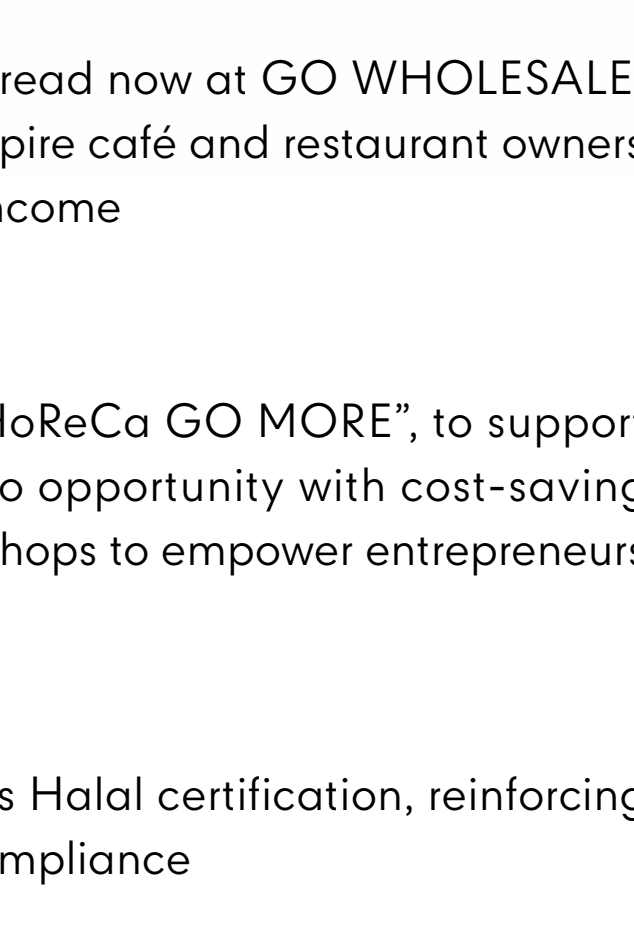 read now at GO WHOLESALE
pire café and restaurant owners
ncome
HoReCa GO MORE”, to support
o opportunity with cost-saving
hops to empower entrepreneurs
s Halal certification, reinforcing
mpliance